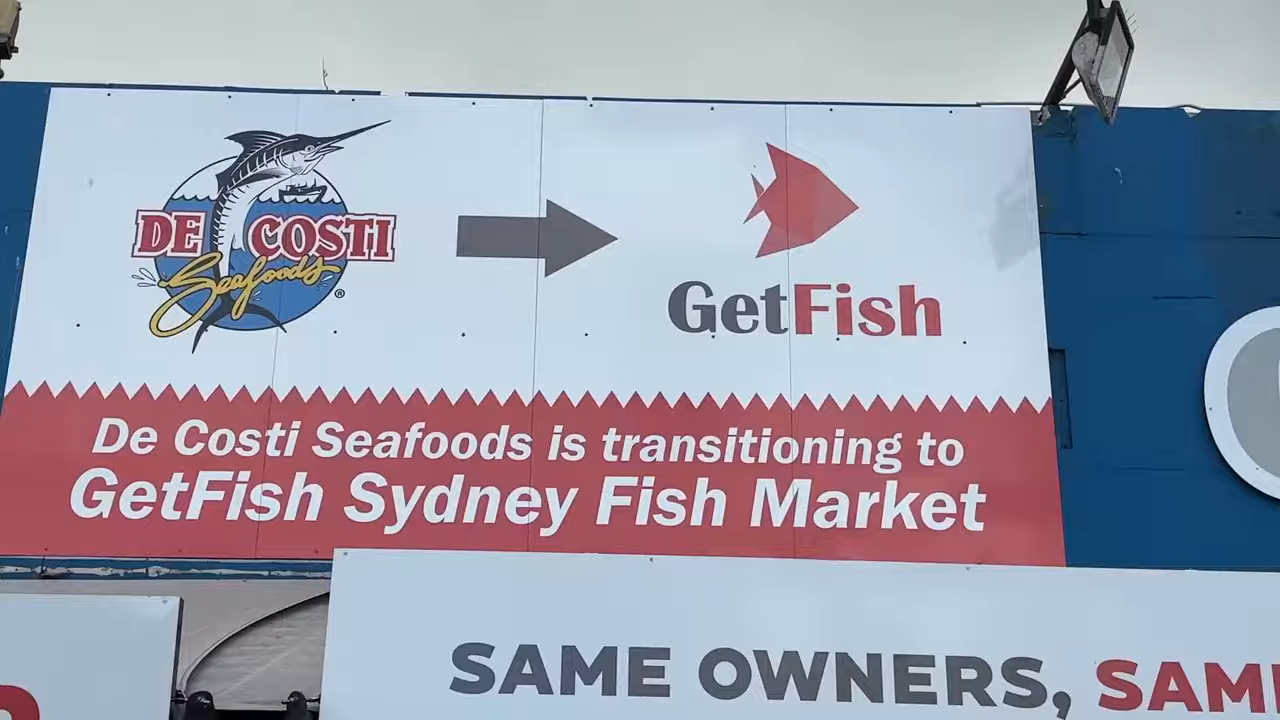 DE COSTI
Seafoods ®
GetFish
De Costi Seafoods is transitioning to
GetFish Sydney Fish Market
SAME OWNERS,